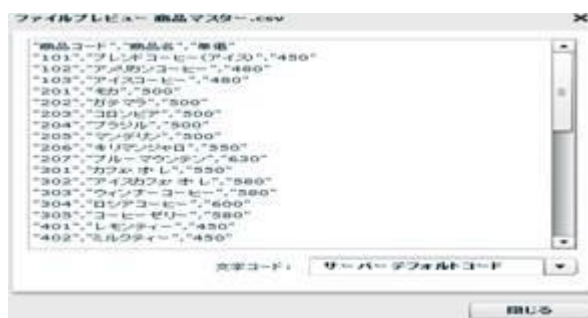 ファイルプレビュー 商品マスター.csv
"商品コード","商品名","単価"
"101","ブレンドコーヒー(アイス)","450"
"102","アメリカンコーヒー","460"
"103","アイスコーヒー","480"
"201","モカ","500"
"202","ガテマラ","500"
"203","コロンビア","500"
"204","ブラジル","500"
"205","マンデリン","500"
"206","キリマンジャロ","550"
"207","ブルーマウンテン","630"
"301","カフェ・オ・レ","550"
"302","アイスカフェ・オ・レ","580"
"303","ウィンナーコーヒー","580"
"304","ロシアコーヒー","600"
"305","コーヒーゼリー","580"
"401","レモンティー","450"
"402","ミルクティー","450"
文字コード: サーバーデフォルトコード
閉じる